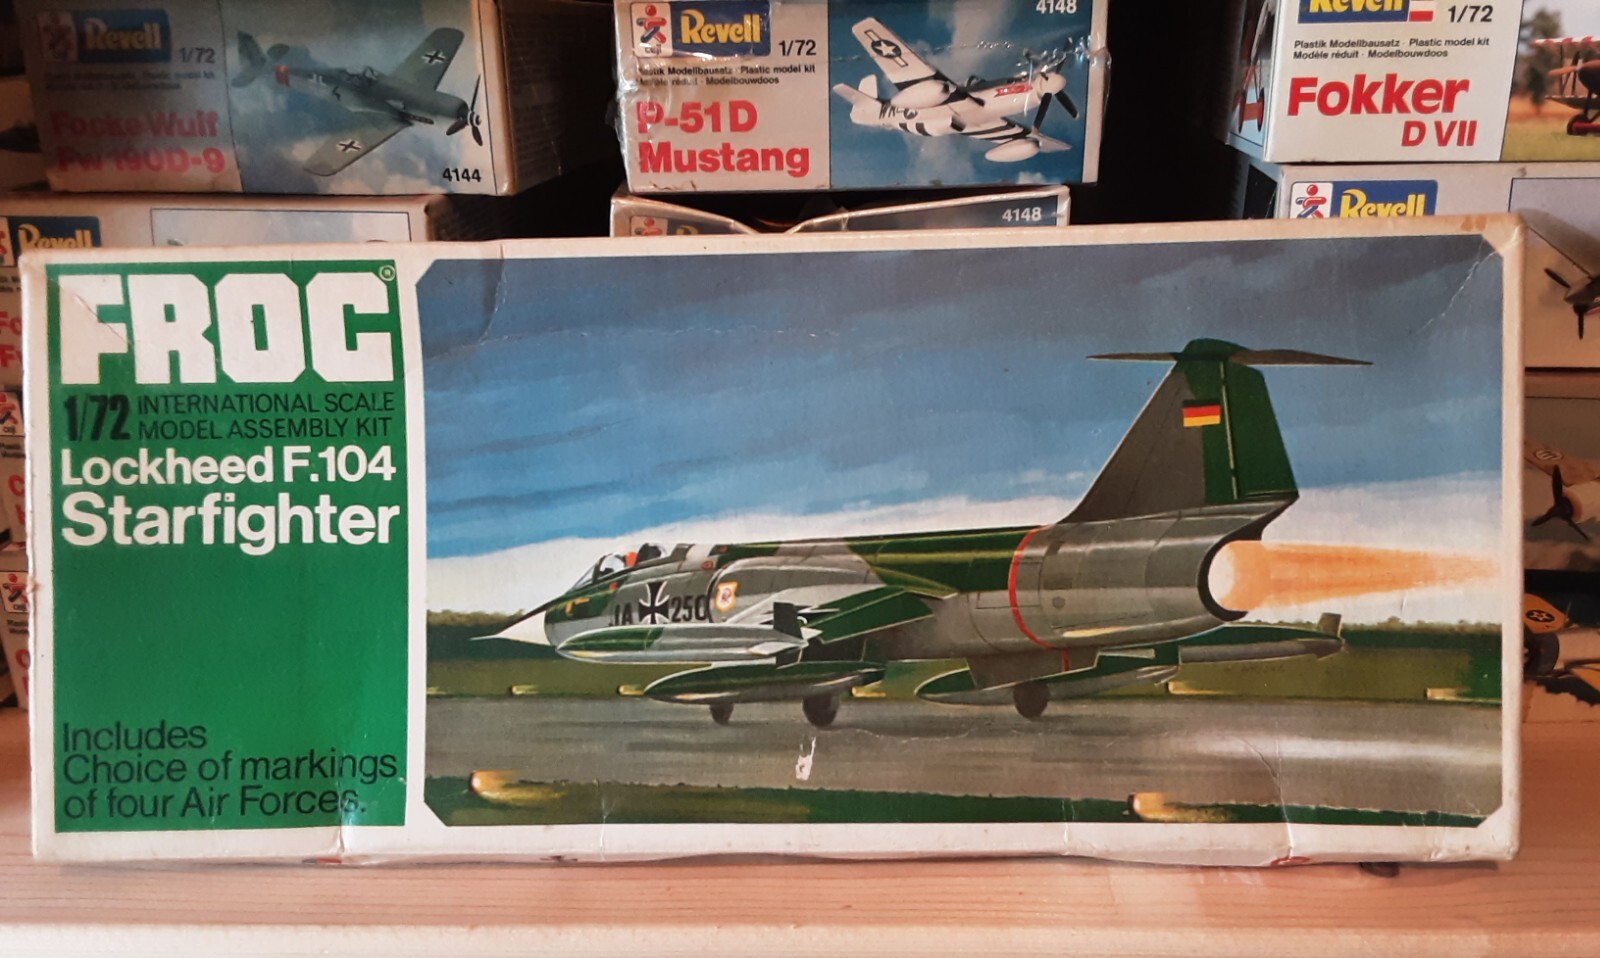 Revell
1/72
Focke Wulf
Fw 190D-9
4144
Revell
1/72
4148
Plastik Modellbausatz · Plastic model kit
Modèle réduit · Modelbouwdoos
P-51D
Mustang
Revell
1/72
Plastik Modellbausatz · Plastic model kit
Modèle réduit · Modelbouwdoos
Fokker
D VII
Revell
4148
Revell
FROG®
1/72 INTERNATIONAL SCALE
MODEL ASSEMBLY KIT
Lockheed F.104
Starfighter
Includes
Choice of markings
of four Air Forces.
JA 250